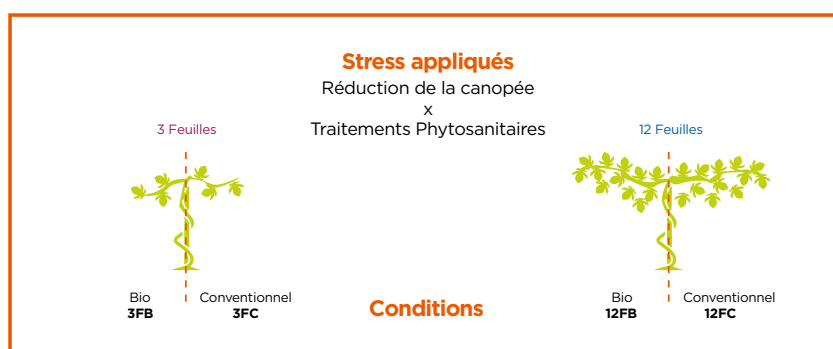 Stress appliqués
Réduction de la canopée
x
Traitements Phytosanitaires
3 Feuilles
12 Feuilles
Bio
3FB
Conventionnel
3FC
Conditions
Bio
12FB
Conventionnel
12FC